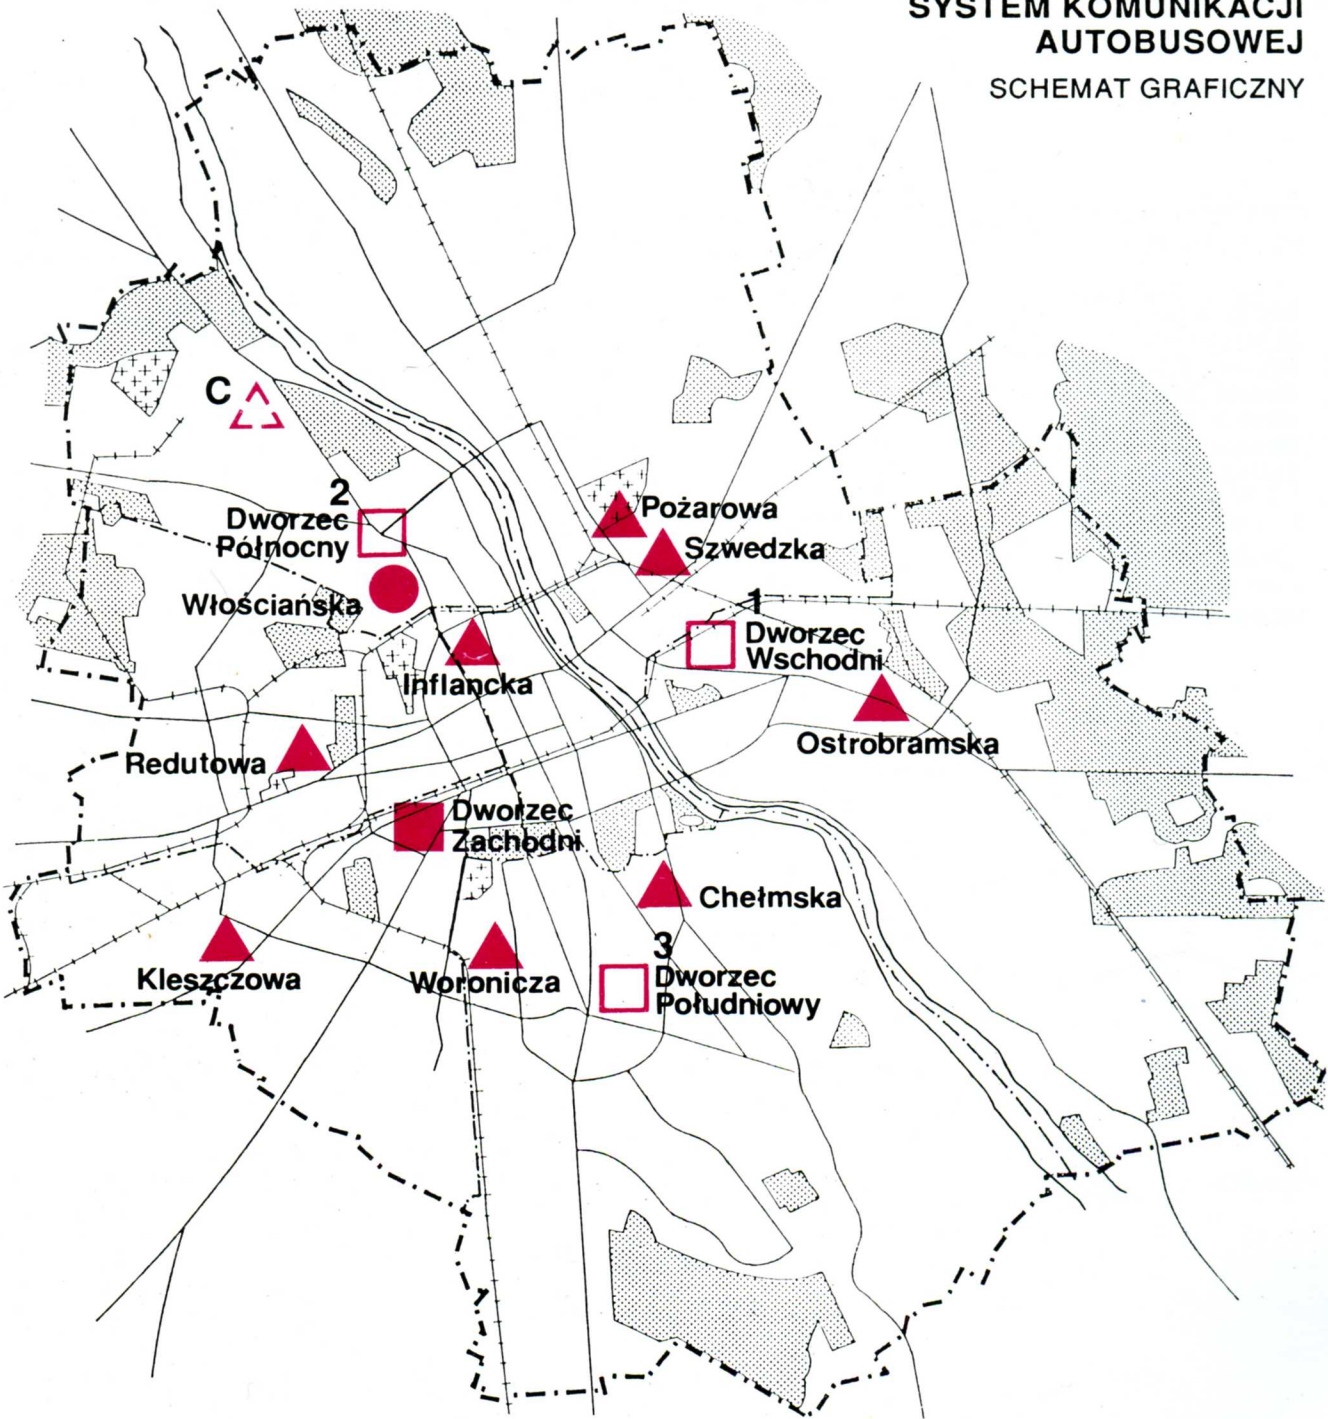 SYSTEM KOMUNIKACJI
AUTOBUSOWEJ
SCHEMAT GRAFICZNY
C
2
Dworzec
Północny
Pożarowa
Szwedzka
Włościańska
1
Dworzec
Wschodni
Inflancka
Ostrobramska
Redutowa
Dworzec
Zachodni
Chełmska
3
Kleszczowa
Woronicza
Dworzec
Południowy